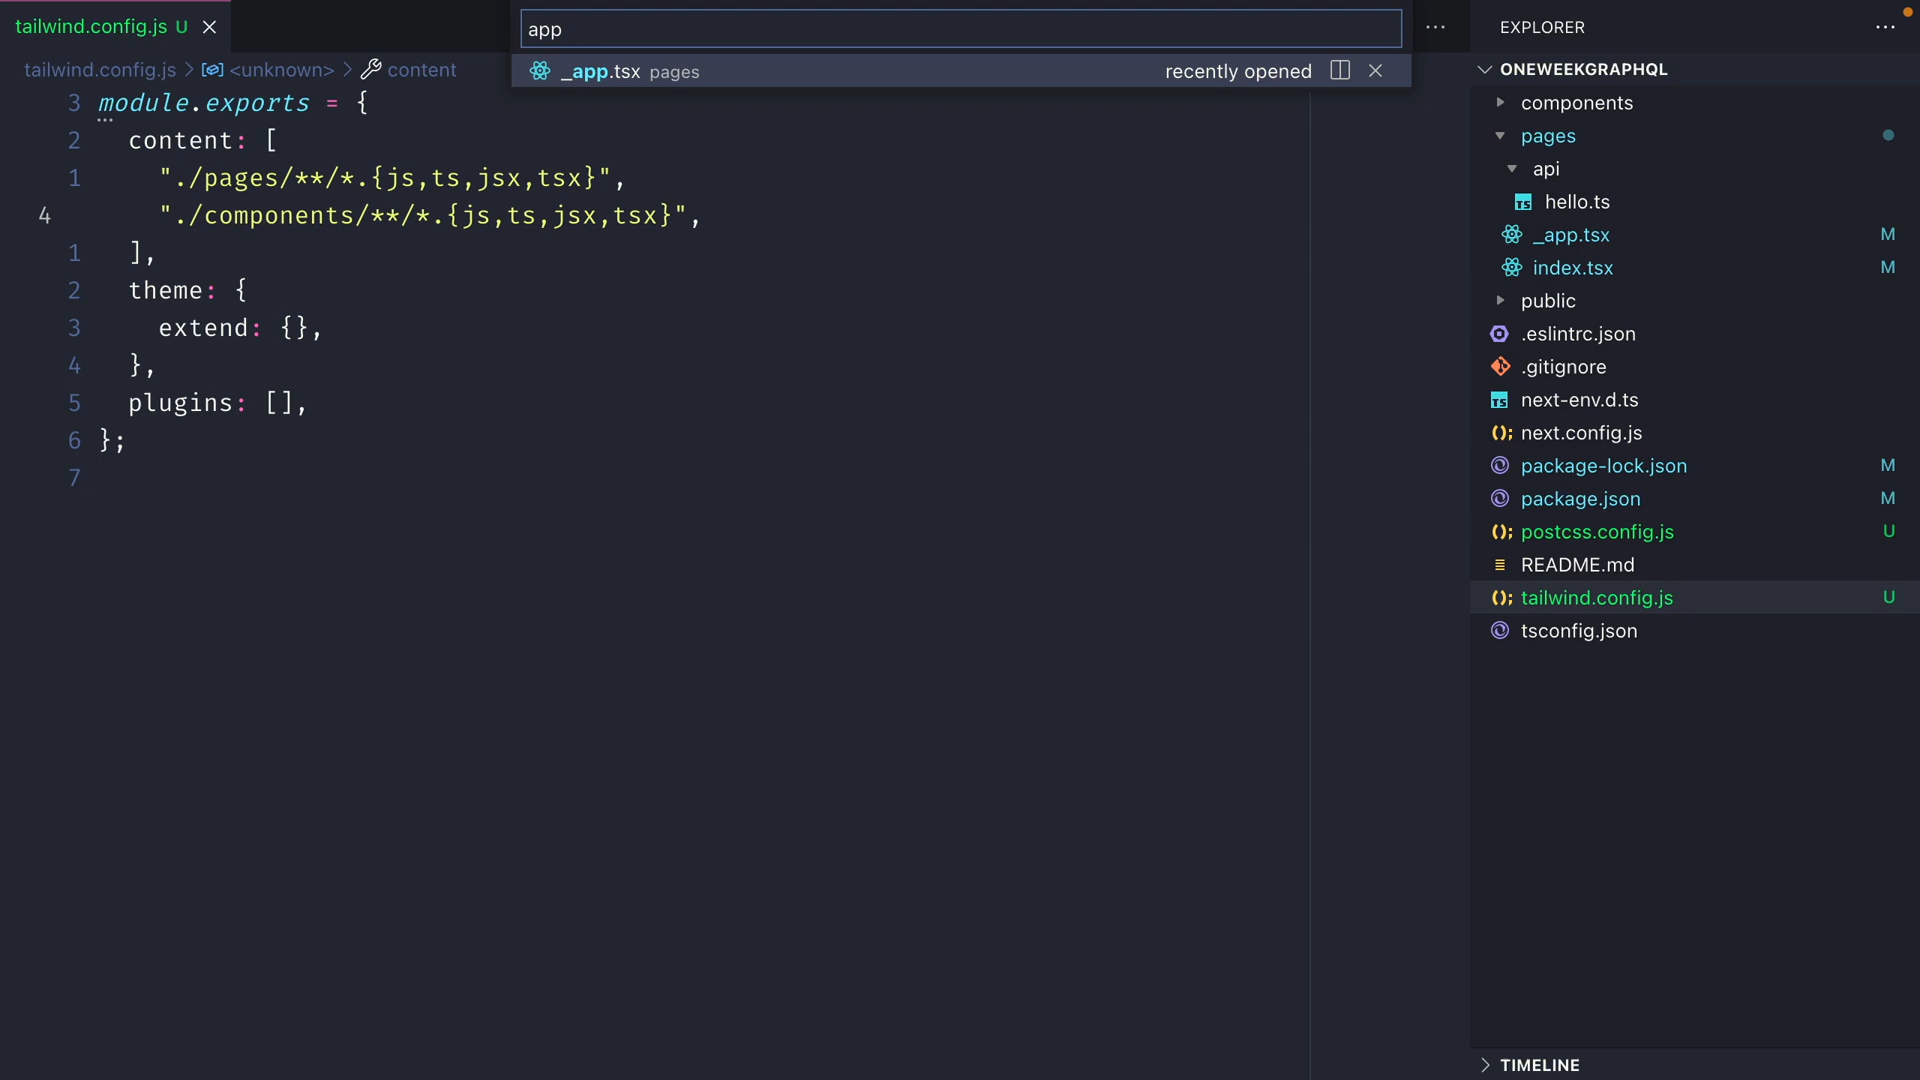 tailwind.config.js U
app
EXPLORER
tailwind.config.js > <unknown> > content
_app.tsx pages recently opened
ONEWEEKGRAPHQL
3 module.exports = {
2 content: [
1 "./pages/**/*.{js,ts,jsx,tsx}",
4 "./components/**/*.{js,ts,jsx,tsx}",
1 ],
2 theme: {
3 extend: {},
4 },
5 plugins: [],
6 };
7
components
pages
api
TS hello.ts
_app.tsx M
index.tsx M
public
.eslintrc.json
.gitignore
TS next-env.d.ts
next.config.js
package-lock.json M
package.json M
postcss.config.js U
README.md
tailwind.config.js U
tsconfig.json
TIMELINE